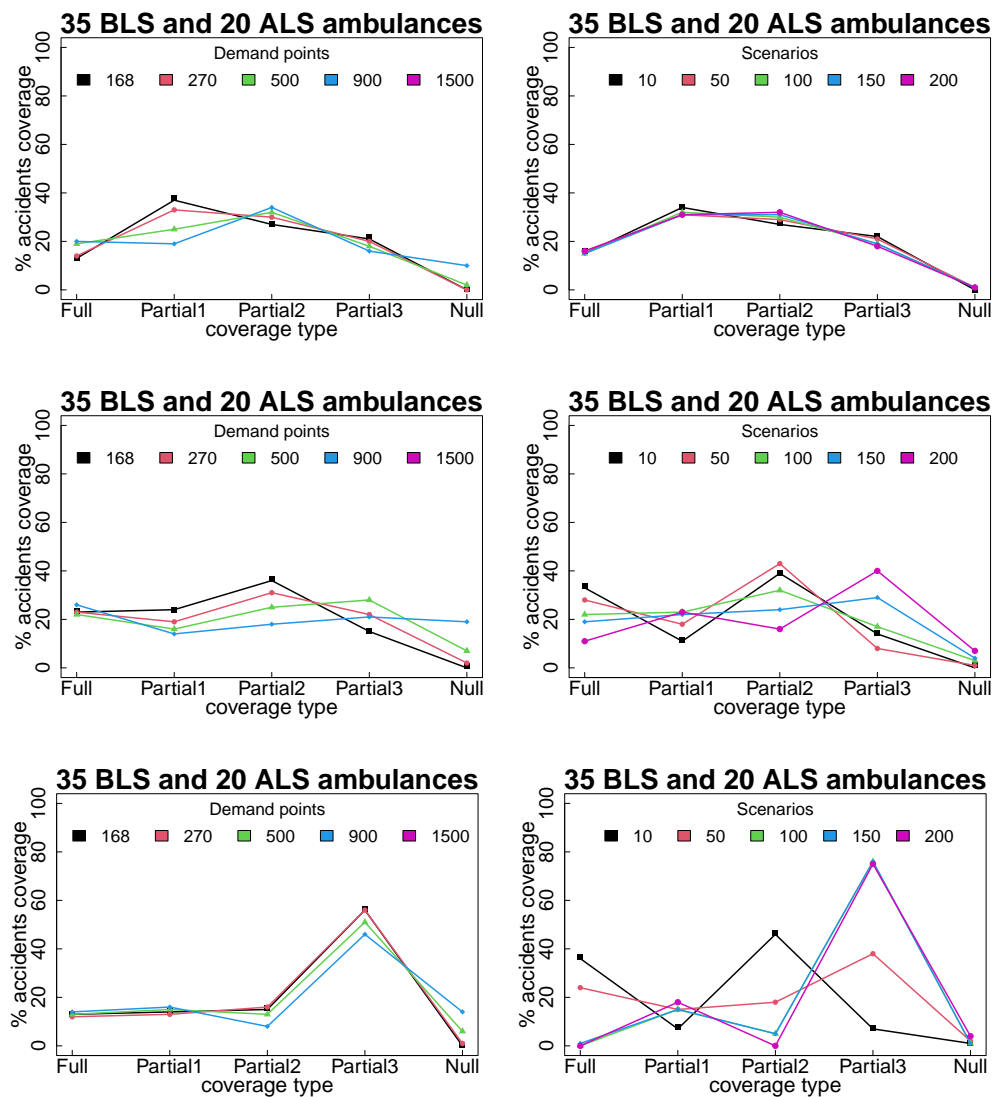 35 BLS and 20 ALS ambulances
Demand points
168 270 500 900 1500
% accidents coverage
0 20 40 60 80 100
Full Partial1 Partial2 Partial3 Null
coverage type
35 BLS and 20 ALS ambulances
Scenarios
10 50 100 150 200
% accidents coverage
0 20 40 60 80 100
Full Partial1 Partial2 Partial3 Null
coverage type
35 BLS and 20 ALS ambulances
Demand points
168 270 500 900 1500
% accidents coverage
0 20 40 60 80 100
Full Partial1 Partial2 Partial3 Null
coverage type
35 BLS and 20 ALS ambulances
Scenarios
10 50 100 150 200
% accidents coverage
0 20 40 60 80 100
Full Partial1 Partial2 Partial3 Null
coverage type
35 BLS and 20 ALS ambulances
Demand points
168 270 500 900 1500
% accidents coverage
0 20 40 60 80 100
Full Partial1 Partial2 Partial3 Null
coverage type
35 BLS and 20 ALS ambulances
Scenarios
10 50 100 150 200
% accidents coverage
0 20 40 60 80 100
Full Partial1 Partial2 Partial3 Null
coverage type